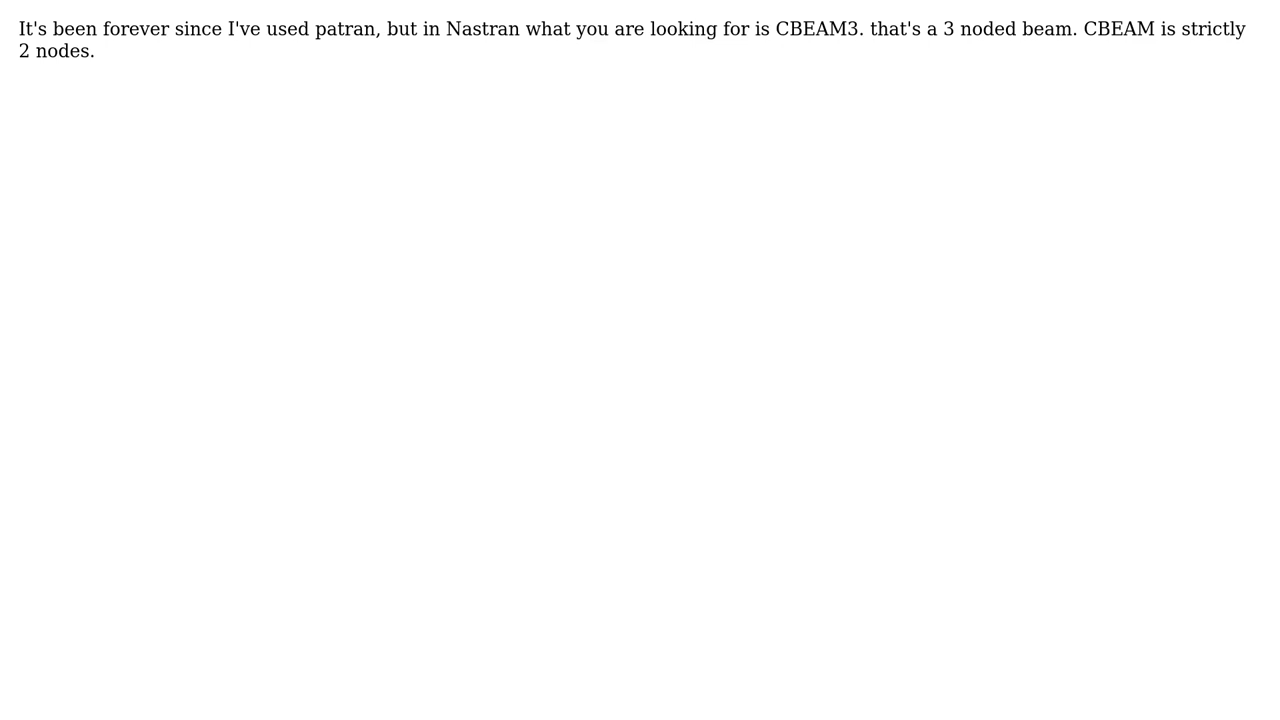 It's been forever since I've used patran, but in Nastran what you are looking for is CBEAM3. that's a 3 noded beam. CBEAM is strictly
2 nodes.